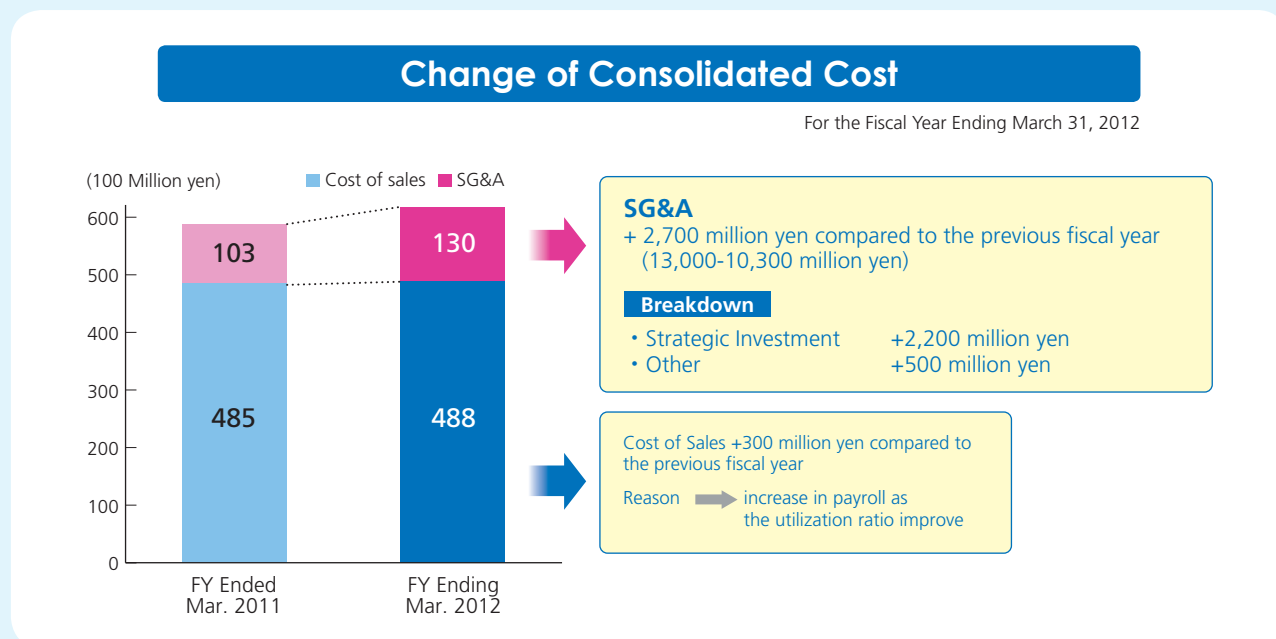 Change of Consolidated Cost
For the Fiscal Year Ending March 31, 2012
(100 Million yen)
Cost of sales SG&A
600
500
400
300
200
100
0
103
485
130
488
FY Ended
Mar. 2011
FY Ending
Mar. 2012
SG&A
+ 2,700 million yen compared to the previous fiscal year
(13,000-10,300 million yen)
Breakdown
・Strategic Investment +2,200 million yen
・Other +500 million yen
Cost of Sales +300 million yen compared to
the previous fiscal year
Reason increase in payroll as
the utilization ratio improve